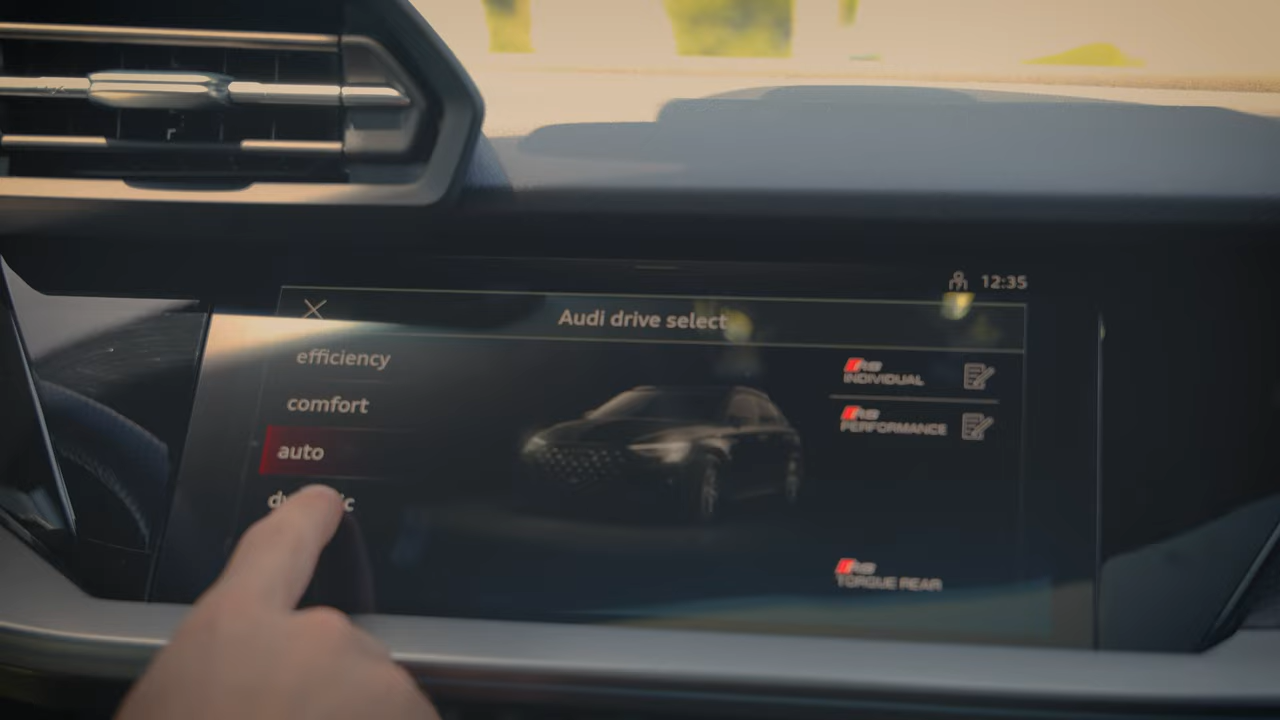 12:35
Audi drive select
efficiency
comfort
auto
RS
INDIVIDUAL
RS
PERFORMANCE
RS
TORQUE REAR